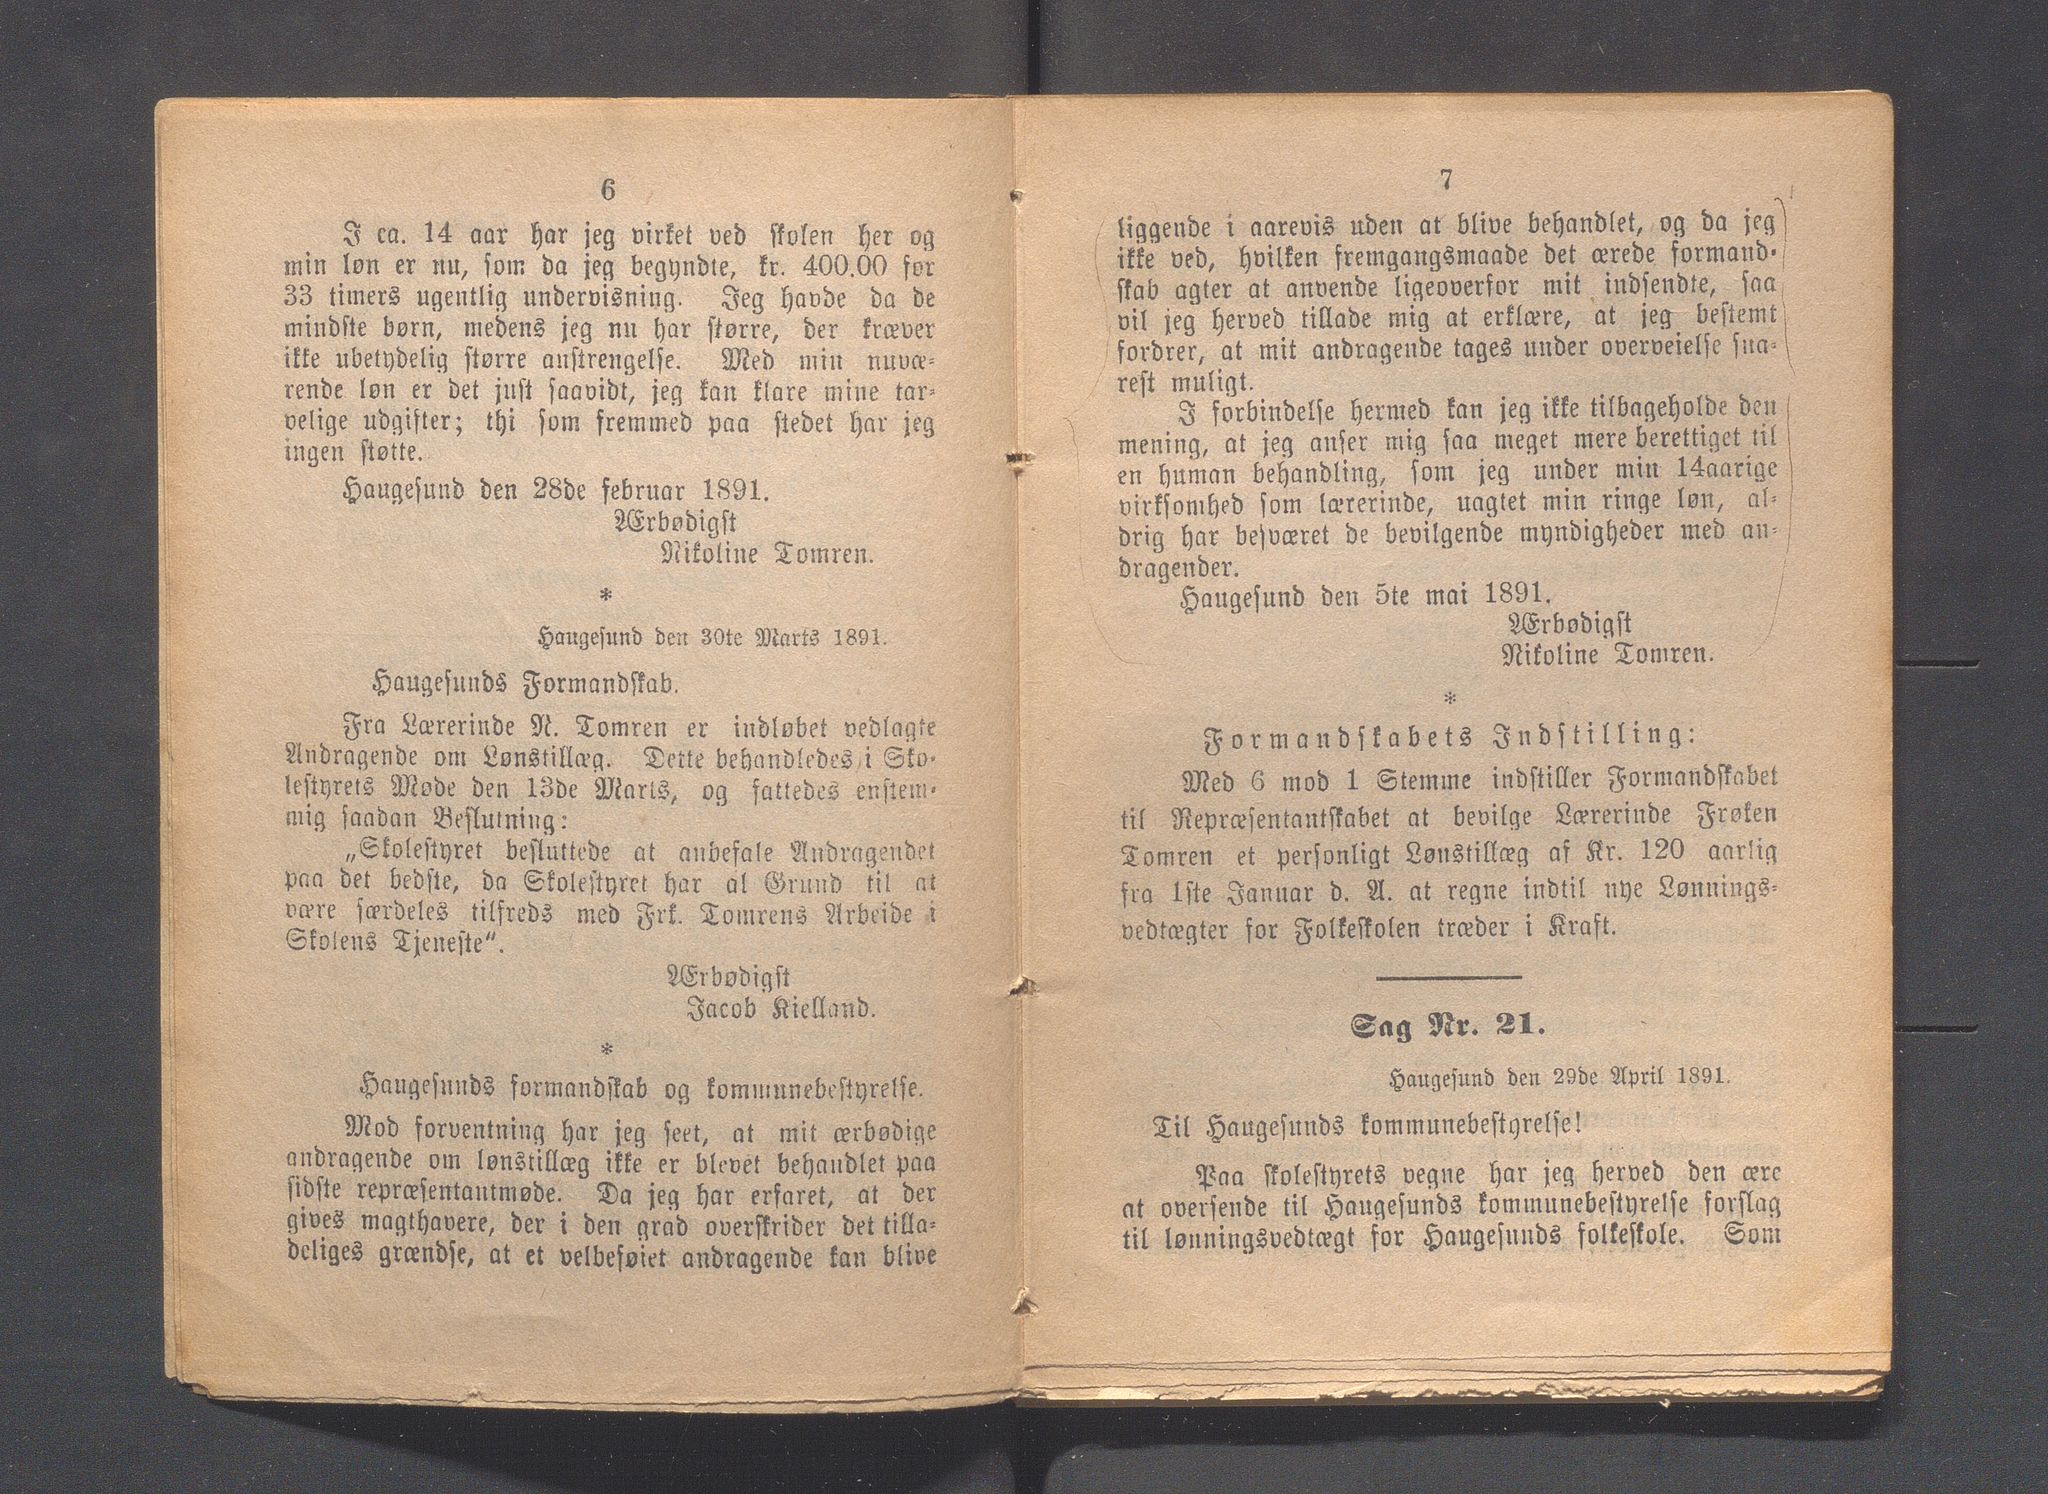 6
I ca. 14 aar har jeg virket ved skolen her og
min løn er nu, som da jeg begyndte, kr. 400.00 for
33 timers ugentlig undervisning. Jeg havde da de
mindste børn, medens jeg nu har større, der kræver
ikke ubetydelig større anstrengelse. Med min nuvæ-
rende løn er det just saavidt, jeg kan klare mine tar-
velige udgifter; thi som fremmed paa stedet har jeg
ingen støtte.
Haugesund den 28de februar 1891.
Ærbødigst
Nikoline Tomren.
*
Haugesund den 30te Marts 1891.
Haugesunds Formandskab.
Fra Lærerinde N. Tomren er indløbet vedlagte
Andragende om Lønstillæg. Dette behandledes i Sko-
lestyrets Møde den 13de Marts, og fattedes enstem-
mig saadan Beslutning:
„Skolestyret besluttede at anbefale Andragendet
paa det bedste, da Skolestyret har al Grund til at
være særdeles tilfreds med Frk. Tomrens Arbeide i
Skolens Tjeneste“.
Ærbødigst
Jacob Kielland.
*
Haugesunds formandskab og kommunebestyrelse.
Mod forventning har jeg seet, at mit ærbødige
andragende om lønstillæg ikke er blevet behandlet paa
sidste repræsentantmøde. Da jeg har erfaret, at der
gives magthavere, der i den grad overskrider det tilla-
deliges grændse, at et velbeføiet andragende kan blive
7
liggende i aarevis uden at blive behandlet, og da jeg
ikke ved, hvilken fremgangsmaade det ærede formand-
skab agter at anvende ligeoverfor mit indsendte, saa
vil jeg herved tillade mig at erklære, at jeg bestemt
fordrer, at mit andragende tages under overveielse sna-
rest muligt.
I forbindelse hermed kan jeg ikke tilbageholde den
mening, at jeg anser mig saa meget mere berettiget til
en human behandling, som jeg under min 14aarige
virksomhed som lærerinde, uagtet min ringe løn, al-
drig har besværet de bevilgende myndigheder med an-
dragender.
Haugesund den 5te mai 1891.
Ærbødigst
Nikoline Tomren.
*
Formandskabets Indstilling:
Med 6 mod 1 Stemme indstiller Formandskabet
til Repræsentantskabet at bevilge Lærerinde Frøken
Tomren et personligt Lønstillæg af Kr. 120 aarlig
fra 1ste Januar d. A. at regne indtil nye Lønnings-
vedtægter for Folkeskolen træder i Kraft.
Sag Nr. 21.
Haugesund den 29de April 1891.
Til Haugesunds kommunebestyrelse!
Paa skolestyrets vegne har jeg herved den ære
at oversende til Haugesunds kommunebestyrelse forslag
til lønningsvedtægt for Haugesunds folkeskole. Som